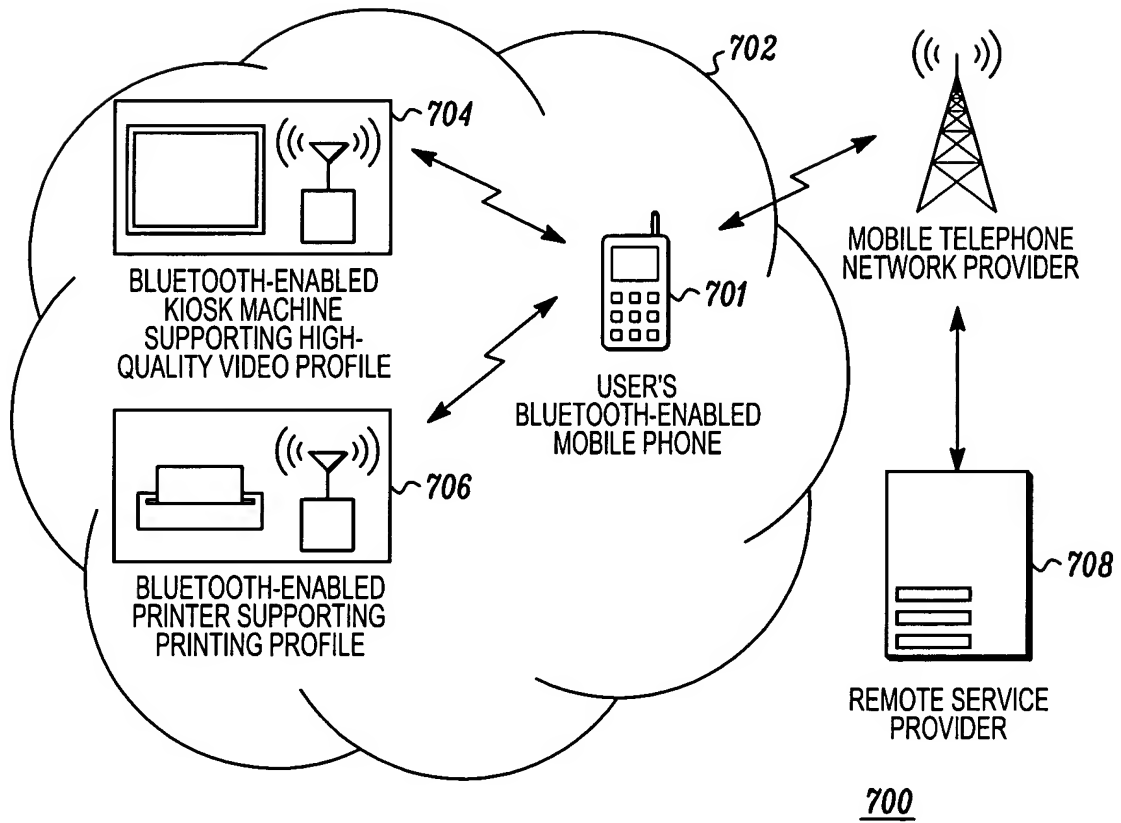 702
704
BLUETOOTH-ENABLED
KIOSK MACHINE
SUPPORTING HIGH-
QUALITY VIDEO PROFILE
701
USER'S
BLUETOOTH-ENABLED
MOBILE PHONE
MOBILE TELEPHONE
NETWORK PROVIDER
706
BLUETOOTH-ENABLED
PRINTER SUPPORTING
PRINTING PROFILE
708
REMOTE SERVICE
PROVIDER
700